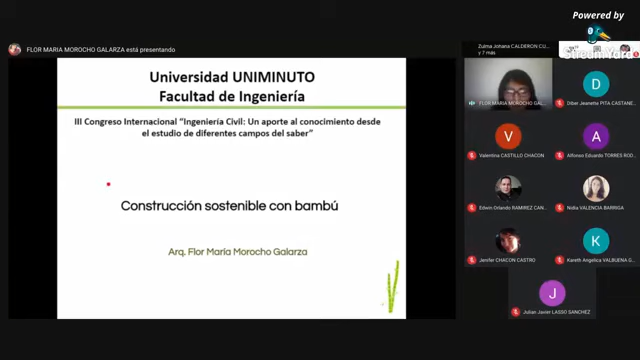 Powered by
StreamYard
FLOR MARIA MOROCHO GALARZA está presentando
Zulma Johana CALDERON CU...
y 7 más
Universidad UNIMINUTO
Facultad de Ingeniería
III Congreso Internacional "Ingeniería Civil: Un aporte al conocimiento desde
el estudio de diferentes campos del saber"
Construcción sostenible con bambú
Arq. Flor María Morocho Galarza
FLOR MARIA MOROCHO GAL...
D
Diber Jeanette PITA CASTANE...
V
Valentina CASTILLO CHACON
A
Alfonso Eduardo TORRES ROD...
Edwin Orlando RAMIREZ CAN...
Nidia VALENCIA BARRIGA
Jenifer CHACON CASTRO
K
Kareth Angelica VALBUENA G...
J
Julian Javier LASSO SANCHEZ